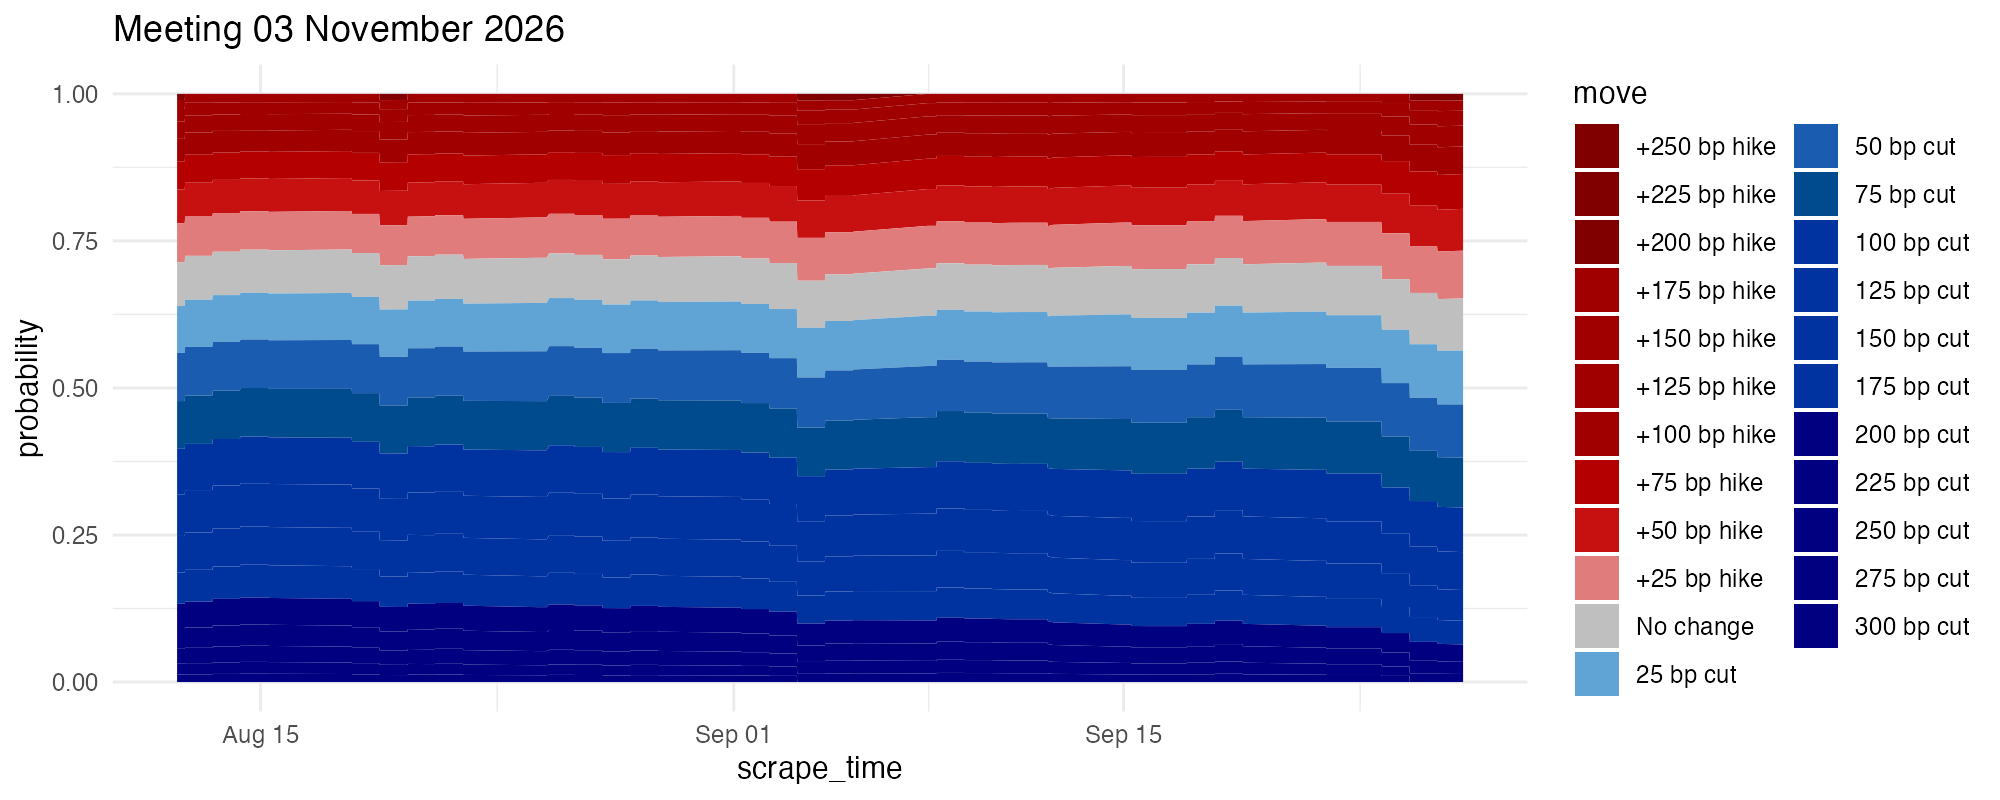 Meeting 03 November 2026
1.00
0.75
0.50
0.25
0.00
probability
Aug 15
Sep 01
Sep 15
scrape_time
move
+250 bp hike
+225 bp hike
+200 bp hike
+175 bp hike
+150 bp hike
+125 bp hike
+100 bp hike
+75 bp hike
+50 bp hike
+25 bp hike
No change
25 bp cut
50 bp cut
75 bp cut
100 bp cut
125 bp cut
150 bp cut
175 bp cut
200 bp cut
225 bp cut
250 bp cut
275 bp cut
300 bp cut